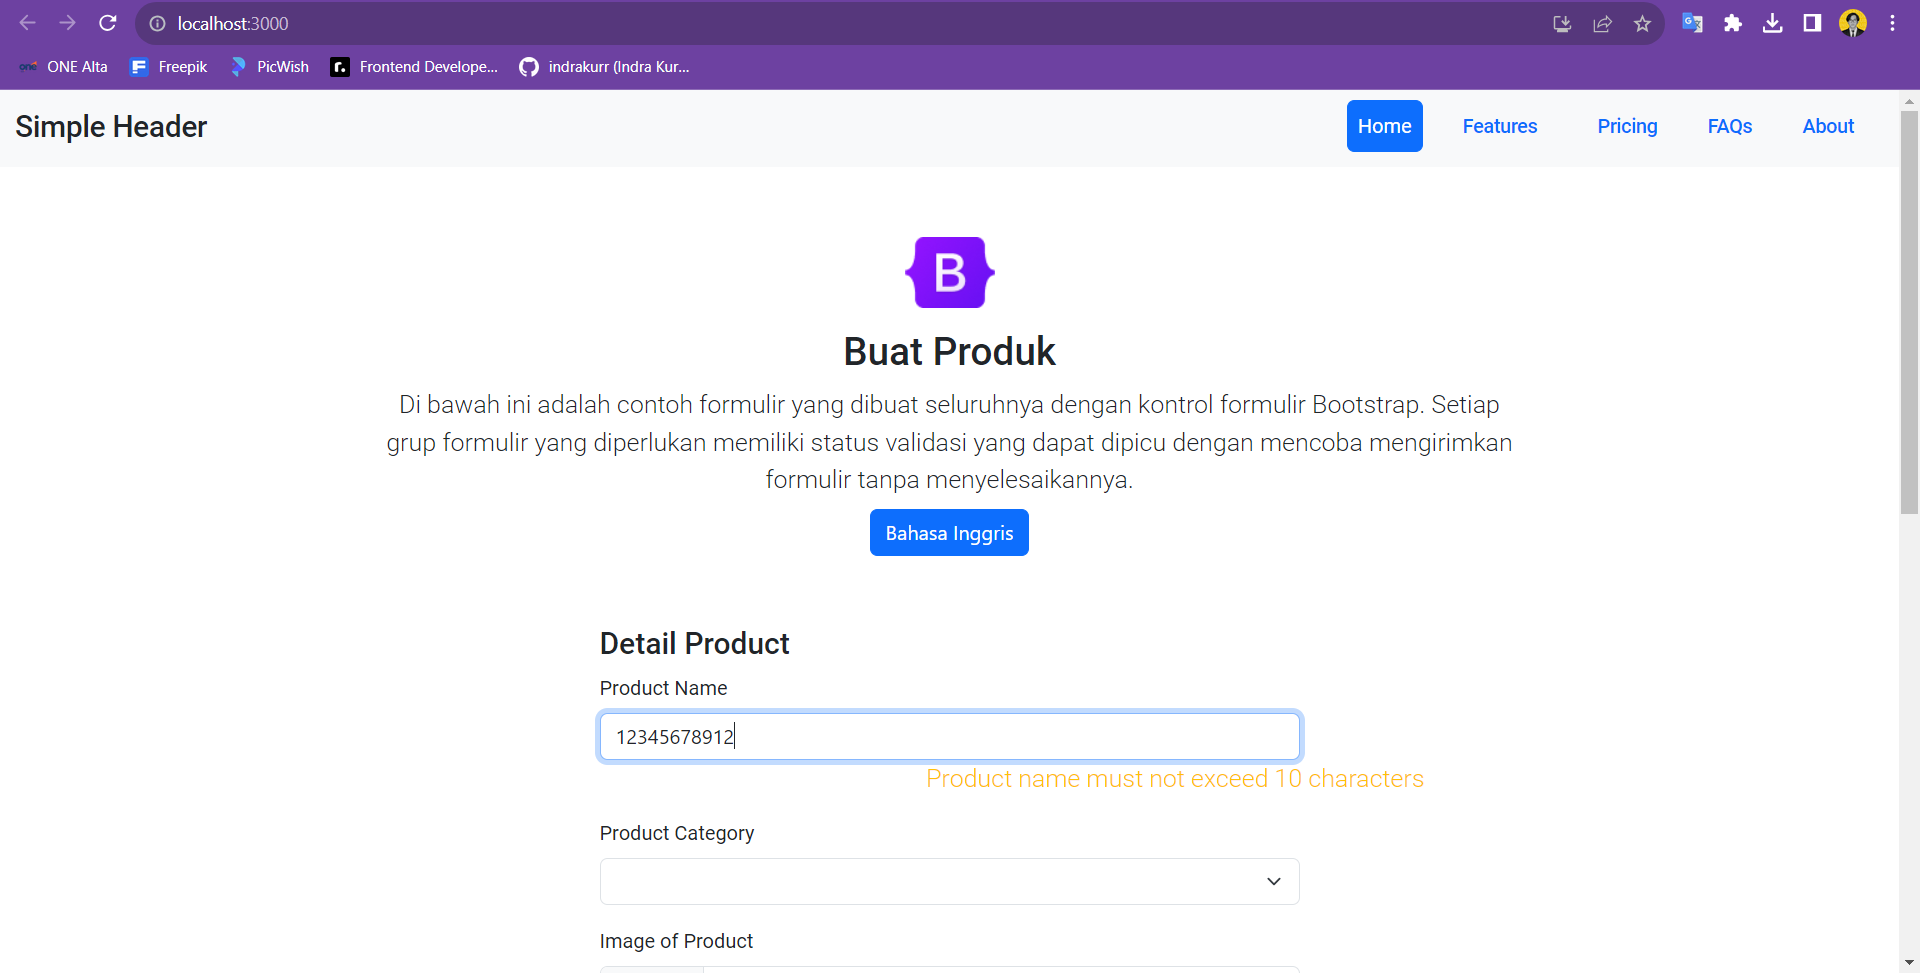 localhost:3000
ONE Alta
Freepik
PicWish
Frontend Develope...
indrakurr (Indra Kur...
Simple Header
Home
Features
Pricing
FAQs
About
B
Buat Produk
Di bawah ini adalah contoh formulir yang dibuat seluruhnya dengan kontrol formulir Bootstrap. Setiap
grup formulir yang diperlukan memiliki status validasi yang dapat dipicu dengan mencoba mengirimkan
formulir tanpa menyelesaikannya.
Bahasa Inggris
Detail Product
Product Name
12345678912
Product name must not exceed 10 characters
Product Category
Image of Product